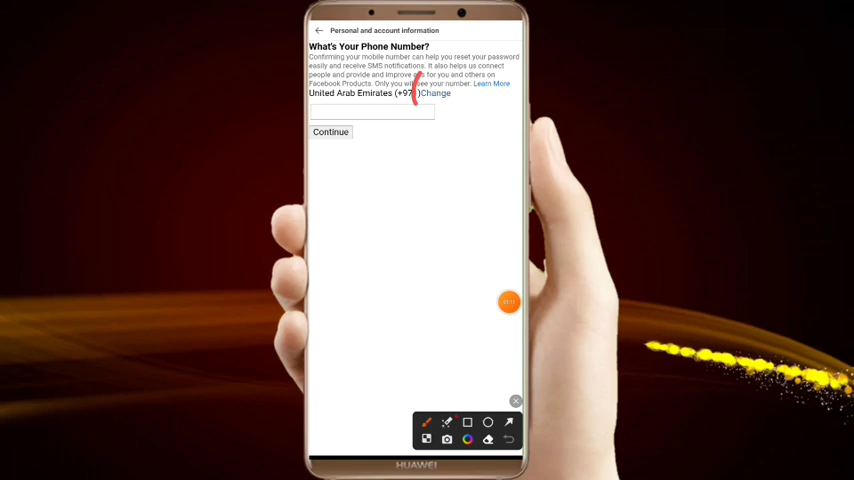 Personal and account information
What's Your Phone Number?
Confirming your mobile number can help you reset your password
easily and receive SMS notifications. It also helps us connect
people and provide and improve for you and others on
Facebook Products. Only you will see your number. Learn More
United Arab Emirates Change
Continue
HUAWEI